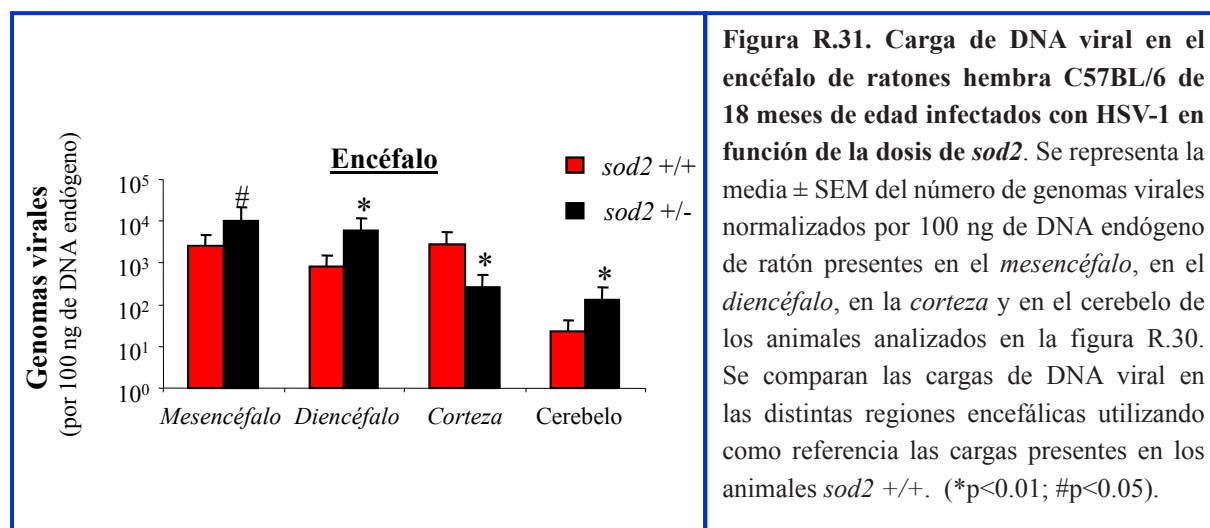 Encéfalo
sod2 +/+
sod2 +/-
Genomas virales
(por 100 ng de DNA endógeno)
10⁵
10⁴
10³
10²
10¹
10⁰
#
*
*
*
Mesencéfalo
Diencéfalo
Corteza
Cerebelo
Figura R.31. Carga de DNA viral en el
encéfalo de ratones hembra C57BL/6 de
18 meses de edad infectados con HSV-1 en
función de la dosis de sod2. Se representa la
media ± SEM del número de genomas virales
normalizados por 100 ng de DNA endógeno
de ratón presentes en el mesencéfalo, en el
diencéfalo, en la corteza y en el cerebelo de
los animales analizados en la figura R.30.
Se comparan las cargas de DNA viral en
las distintas regiones encefálicas utilizando
como referencia las cargas presentes en los
animales sod2 +/+. (*p<0.01; #p<0.05).